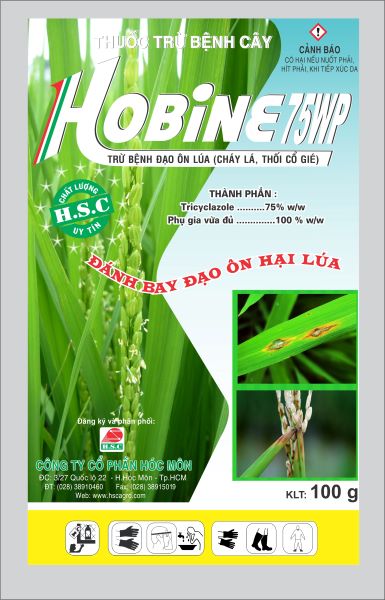 THUỐC TRỪ BỆNH CÂY
CẢNH BÁO
CÓ HẠI NẾU NUỐT PHẢI,
HÍT PHẢI, KHI TIẾP XÚC DA
HOBINE 75WP
TRỪ BỆNH ĐẠO ÔN LÚA (CHÁY LÁ, THỐI CỔ GIÉ)
CHẤT LƯỢNG
H.S.C
UY TÍN
THÀNH PHẦN :
Tricyclazole ..........75% w/w
Phụ gia vừa đủ ..............100 % w/w
ĐÁNH BAY ĐẠO ÔN HẠI LÚA
Đăng ký và phân phối:
H.S.C
CÔNG TY CỔ PHẦN HÓC MÔN
ĐC: 3/27 Quốc lộ 22 - H.Hóc Môn - Tp.HCM
ĐT: (028) 38910460 Fax: (028) 38915019
Web: www.hscagro.com
KLT: 100 g